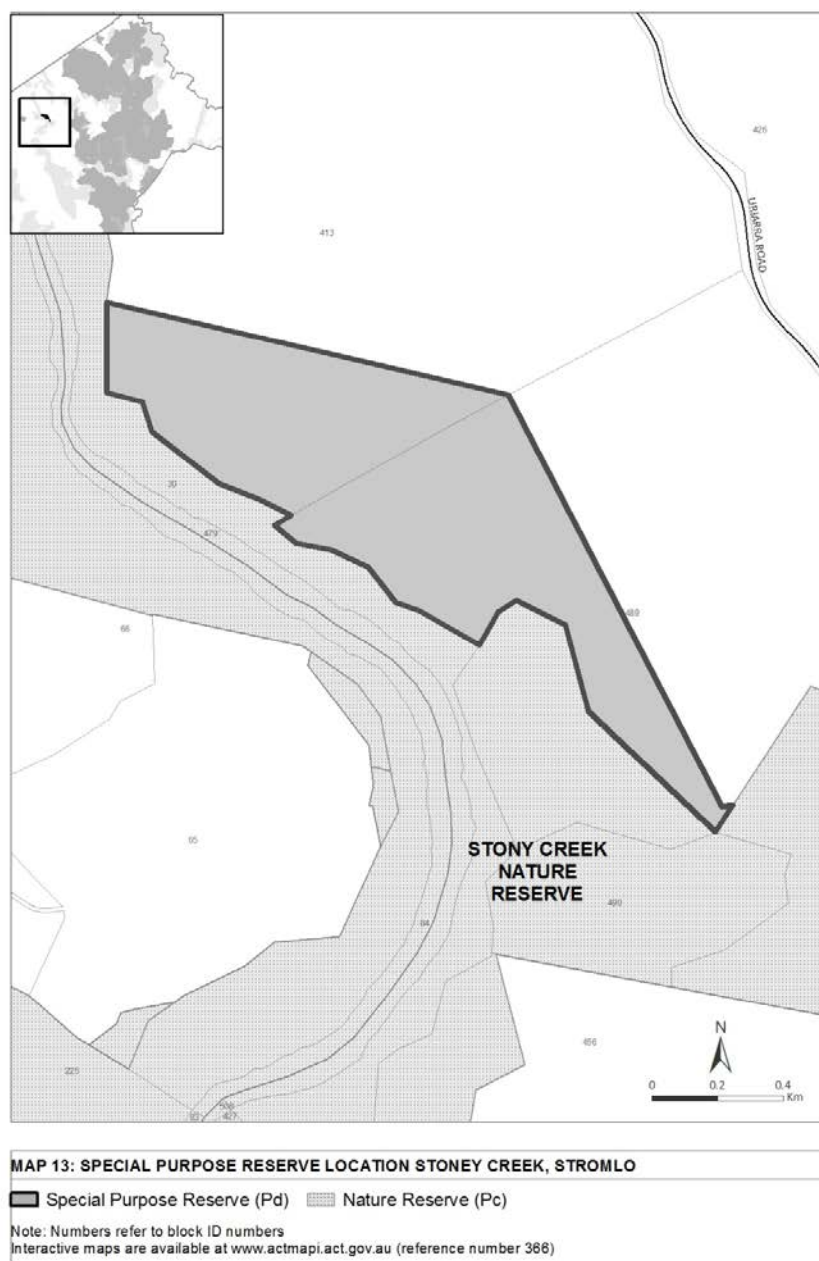 426
URIARRA ROAD
413
20
479
66
489
65
STONY CREEK
NATURE
RESERVE
490
84
456
N
0 0.2 0.4
Km
225
508
427
MAP 13: SPECIAL PURPOSE RESERVE LOCATION STONEY CREEK, STROMLO
Special Purpose Reserve (Pd) Nature Reserve (Pc)
Note: Numbers refer to block ID numbers
Interactive maps are available at www.actmapi.act.gov.au (reference number 366)